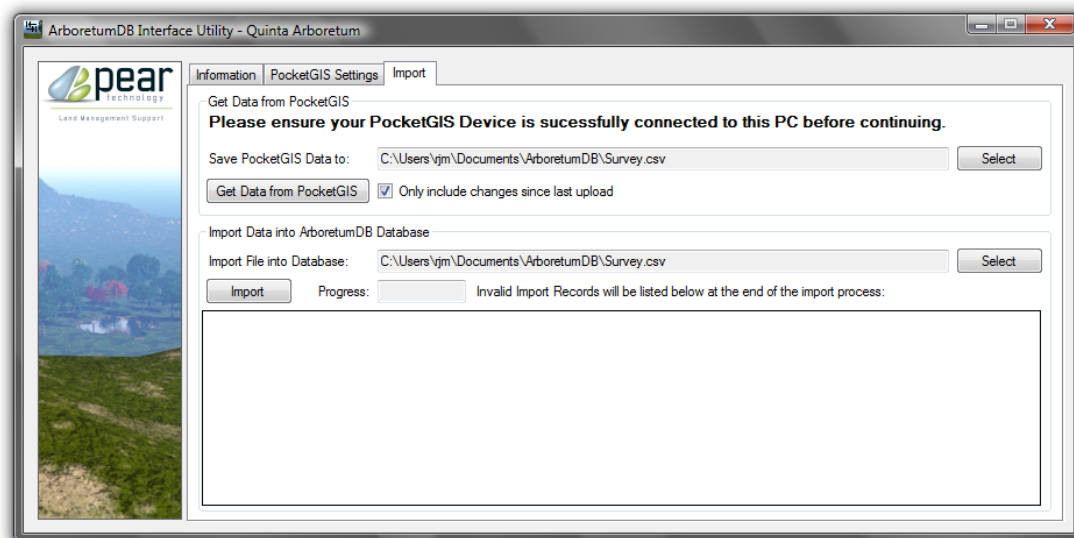 ArboretumDB Interface Utility - Quinta Arboretum
pear
technology
Land Management Support
Information PocketGIS Settings Import
Get Data from PocketGIS
Please ensure your PocketGIS Device is sucessfully connected to this PC before continuing.
Save PocketGIS Data to: C:\Users\rjm\Documents\ArboretumDB\Survey.csv Select
Get Data from PocketGIS Only include changes since last upload
Import Data into ArboretumDB Database
Import File into Database: C:\Users\rjm\Documents\ArboretumDB\Survey.csv Select
Import Progress: Invalid Import Records will be listed below at the end of the import process: